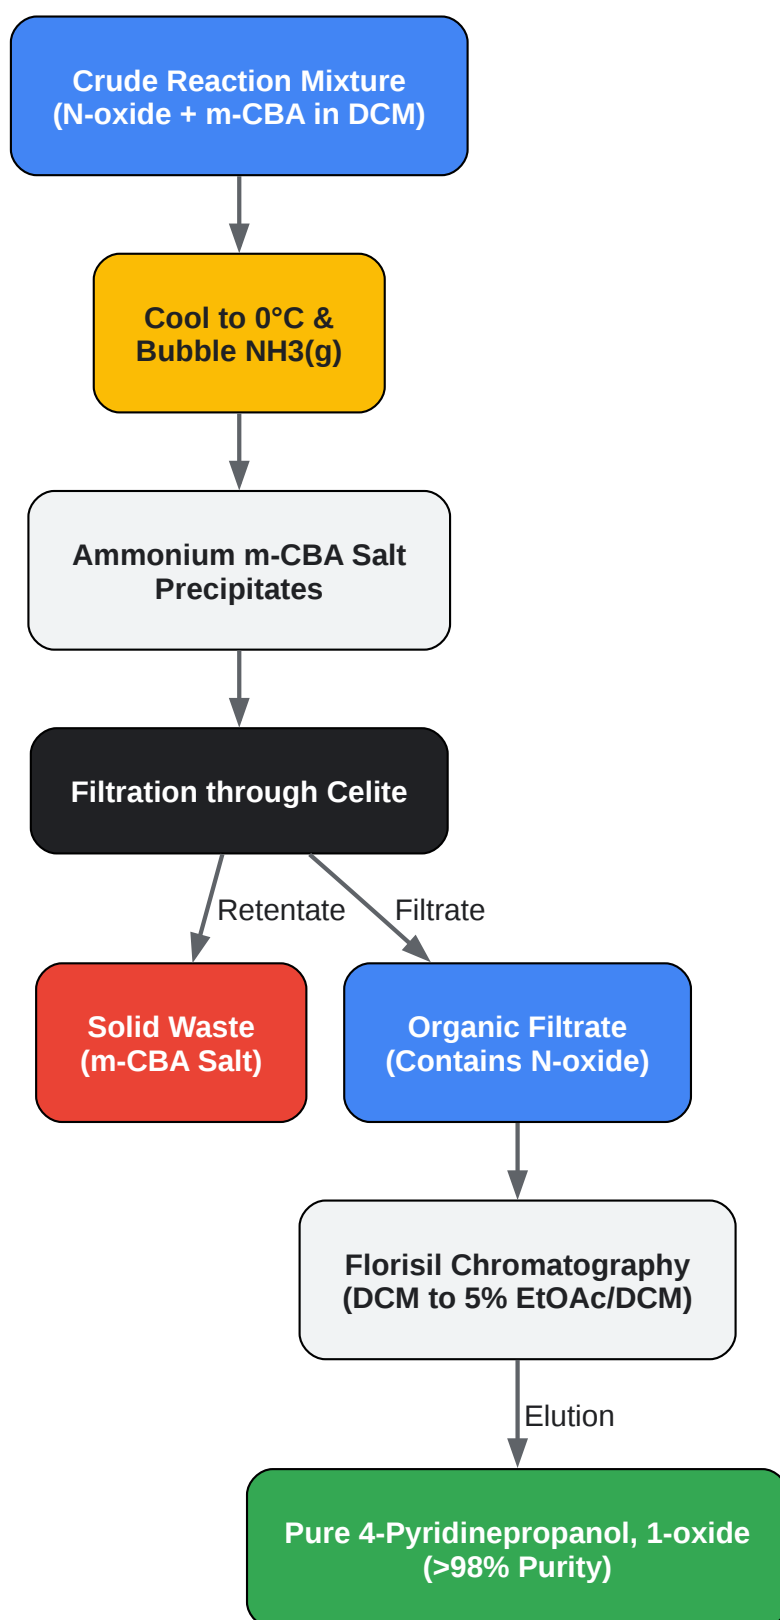 Crude Reaction Mixture
(N-oxide + m-CBA in DCM)
Cool to 0°C &
Bubble NH3(g)
Ammonium m-CBA Salt
Precipitates
Filtration through Celite
Retentate
Filtrate
Solid Waste
(m-CBA Salt)
Organic Filtrate
(Contains N-oxide)
Florisil Chromatography
(DCM to 5% EtOAc/DCM)
Elution
Pure 4-Pyridinepropanol, 1-oxide
(>98% Purity)